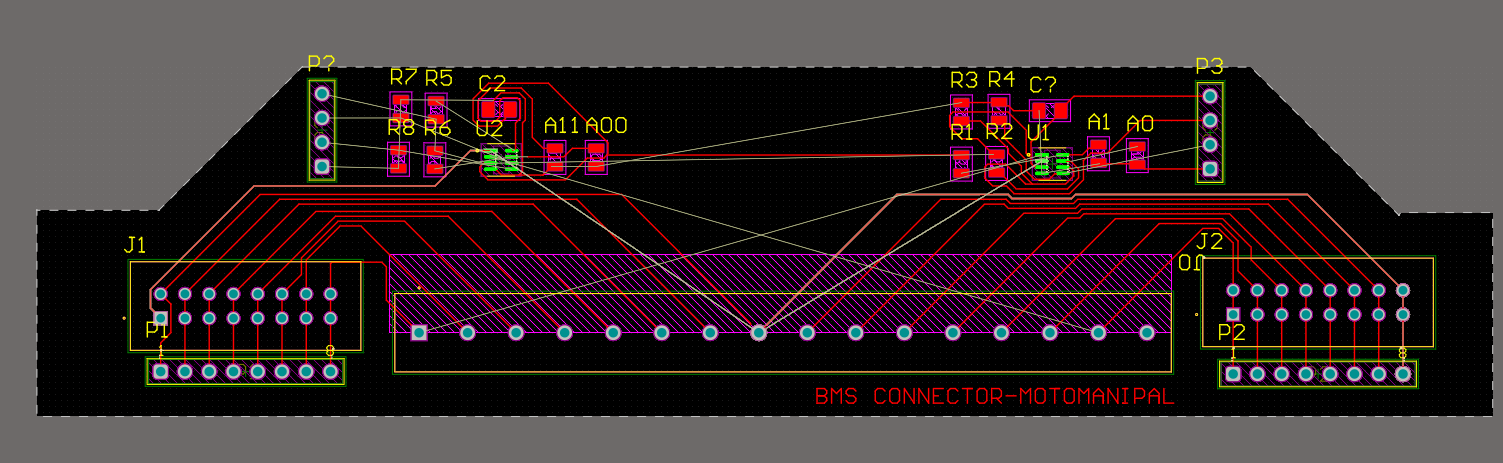 P? R7 R5 C2 R3 R4 C? P3
R8 R6 U2 A11 A00 R1 R2 U1 A1 A0
J1 J2
P1 P2
1 8 1 8
BMS CONNECTOR-MOTOMANIPAL